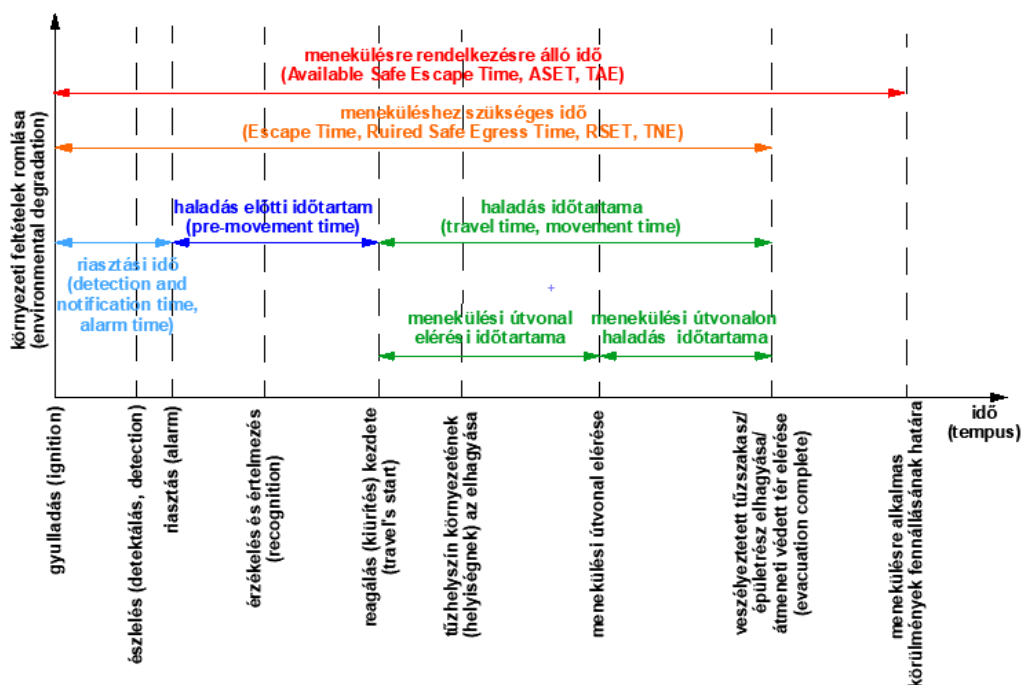 menekülésre rendelkezésre álló idő
(Available Safe Escape Time, ASET, TAE)
meneküléshez szükséges idő
(Escape Time, Ruired Safe Egress Time, RSET, TNE)
haladás előtti időtartam
(pre-movement time)
haladás időtartama
(travel time, movement time)
riasztási idő
(detection and
notification time,
alarm time)
menekülési útvonal
elérési időtartama
menekülési útvonalon
haladás időtartama
környezeti feltételek romlása
(environmental degradation)
idő
(tempus)
gyulladás (ignition)
észlelés (detektálás, detection)
riasztás (alarm)
érzékelés és értelmezés
(recognition)
reagálás (kiürítés) kezdete
(travel's start)
tűzhelyszín környezetének
(helyiségnek) az elhagyása
menekülési útvonal elérése
veszélyeztetett tűzszakasz/
épületrész elhagyása/
átmeneti védett tér elérése
(evacuation complete)
menekülésre alkalmas
körülmények fennállásának határa